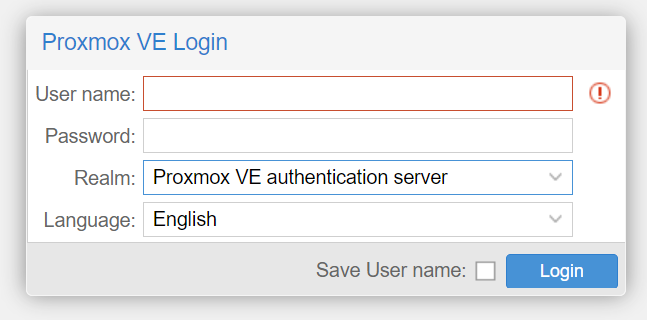 Proxmox VE Login
User name:
Password:
Realm: Proxmox VE authentication server
Language: English
Save User name: Login